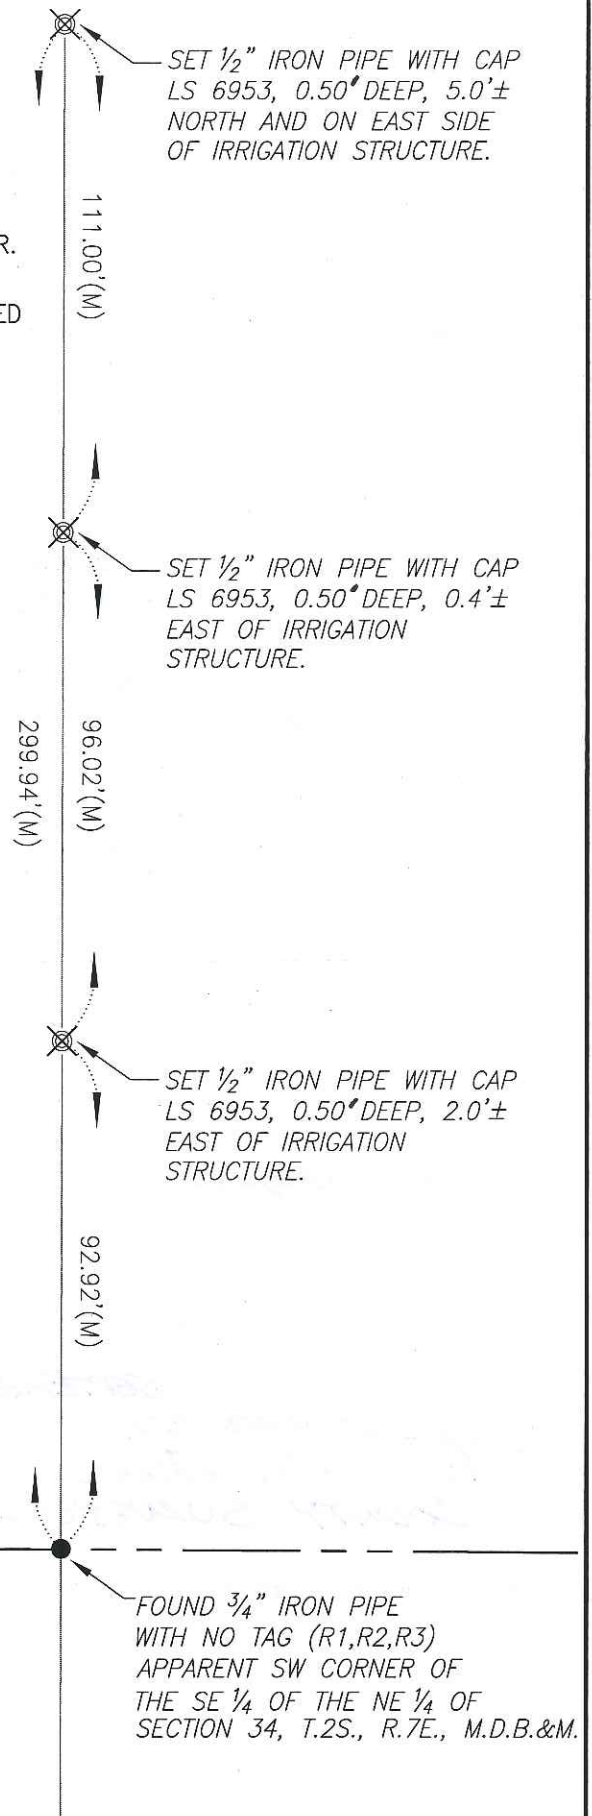 SET ½" IRON PIPE WITH CAP
LS 6953, 0.50' DEEP, 5.0'±
NORTH AND ON EAST SIDE
OF IRRIGATION STRUCTURE.
111.00'(M)
R.
ED
SET ½" IRON PIPE WITH CAP
LS 6953, 0.50' DEEP, 0.4'±
EAST OF IRRIGATION
STRUCTURE.
96.02'(M)
299.94'(M)
SET ½" IRON PIPE WITH CAP
LS 6953, 0.50' DEEP, 2.0'±
EAST OF IRRIGATION
STRUCTURE.
92.92'(M)
FOUND ¾" IRON PIPE
WITH NO TAG (R1,R2,R3)
APPARENT SW CORNER OF
THE SE ¼ OF THE NE ¼ OF
SECTION 34, T.2S., R.7E., M.D.B.&M.